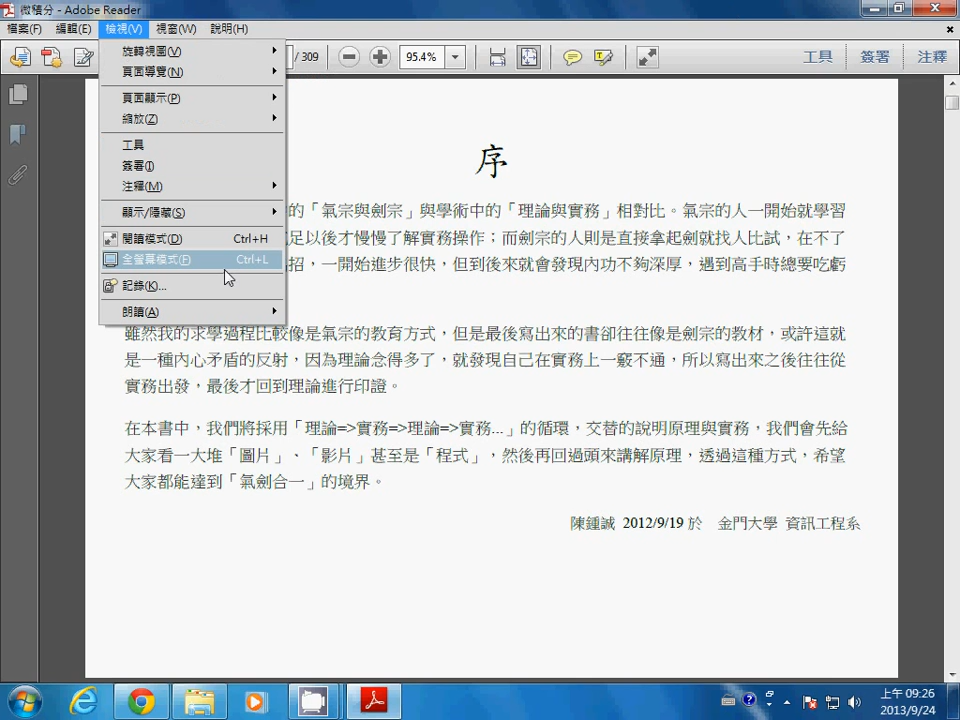 微積分 - Adobe Reader
檔案(F) 編輯(E) 檢視(V) 視窗(W) 說明(H)
/ 309 95.4% 工具 簽署 注釋
旋轉視圖(V)
頁面導覽(N)
頁面顯示(P)
縮放(Z)
工具
簽署(I)
注釋(M)
顯示/隱藏(S)
閱讀模式(D) Ctrl+H
全螢幕模式(F) Ctrl+L
記錄(K)...
朗讀(A)
序
的「氣宗與劍宗」與學術中的「理論與實務」相對比。氣宗的人一開始就學習
足以後才慢慢了解實務操作；而劍宗的人則是直接拿起劍就找人比試，在不了
招，一開始進步很快，但到後來就會發現內功不夠深厚，遇到高手時總要吃虧
雖然我的求學過程比較像是氣宗的教育方式，但是最後寫出來的書卻往往像是劍宗的教材，或許這就
是一種內心矛盾的反射，因為理論念得多了，就發現自己在實務上一竅不通，所以寫出來之後往往從
實務出發，最後才回到理論進行印證。
在本書中，我們將採用「理論=>實務=>理論=>實務...」的循環，交替的說明原理與實務，我們會先給
大家看一大堆「圖片」、「影片」甚至是「程式」，然後再回過頭來講解原理，透過這種方式，希望
大家都能達到「氣劍合一」的境界。
陳鍾誠 2012/9/19 於 金門大學 資訊工程系
上午 09:26
2013/9/24